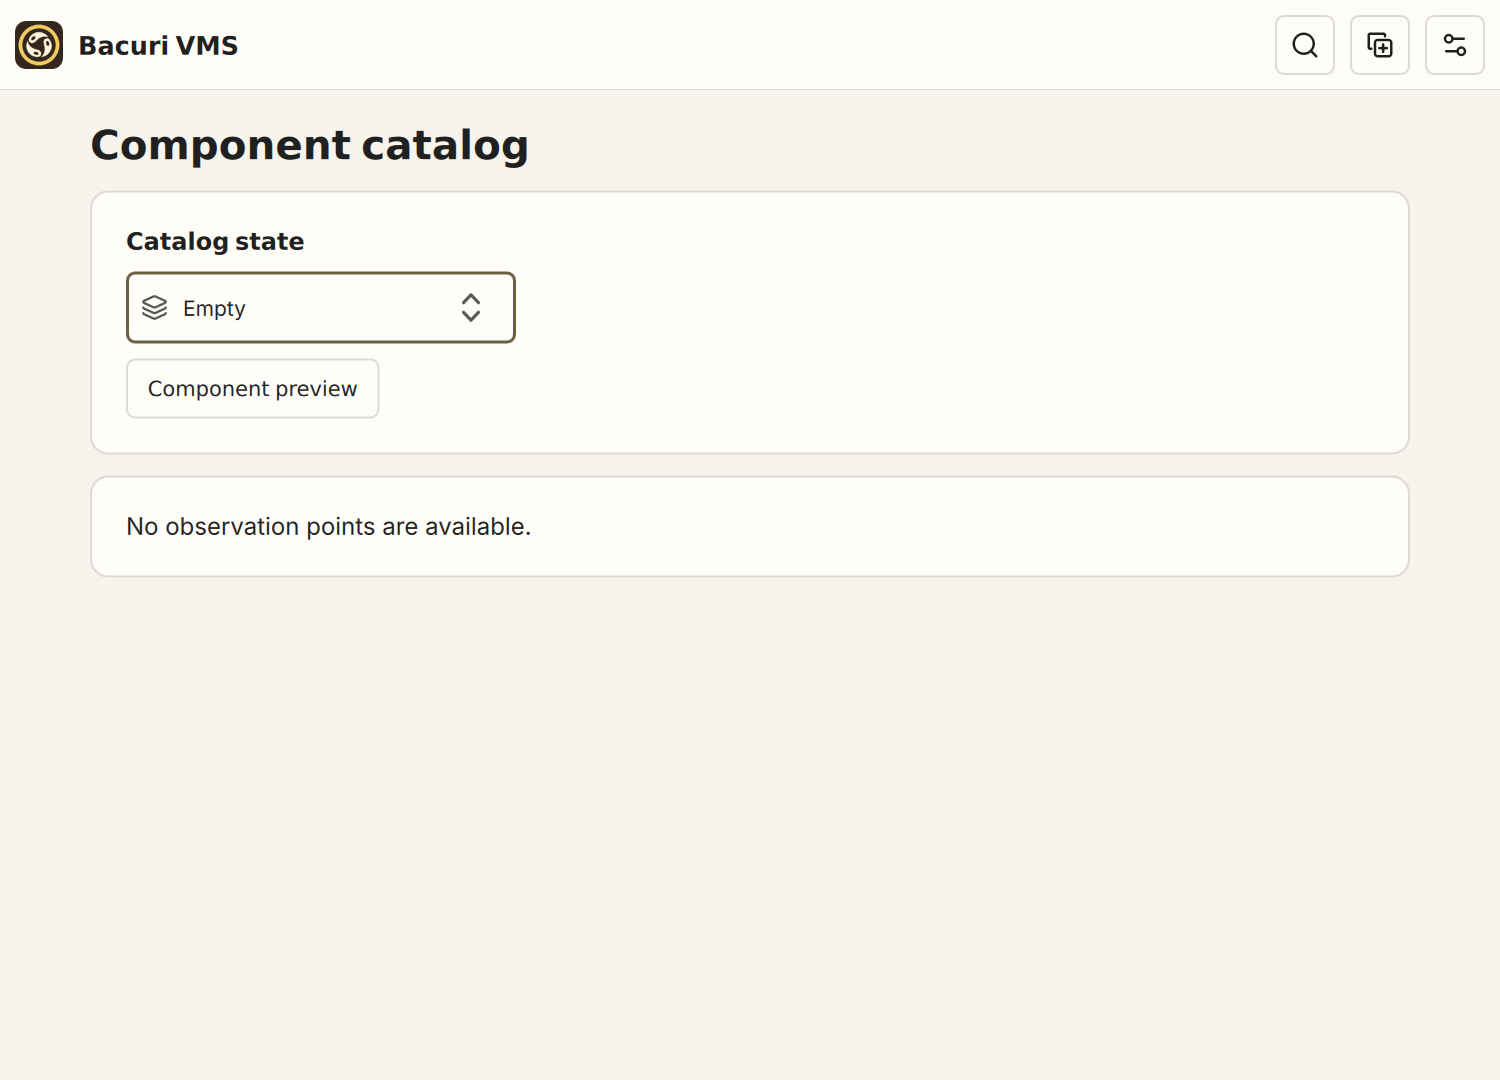 Bacuri VMS
Component catalog
Catalog state
Empty
Component preview
No observation points are available.